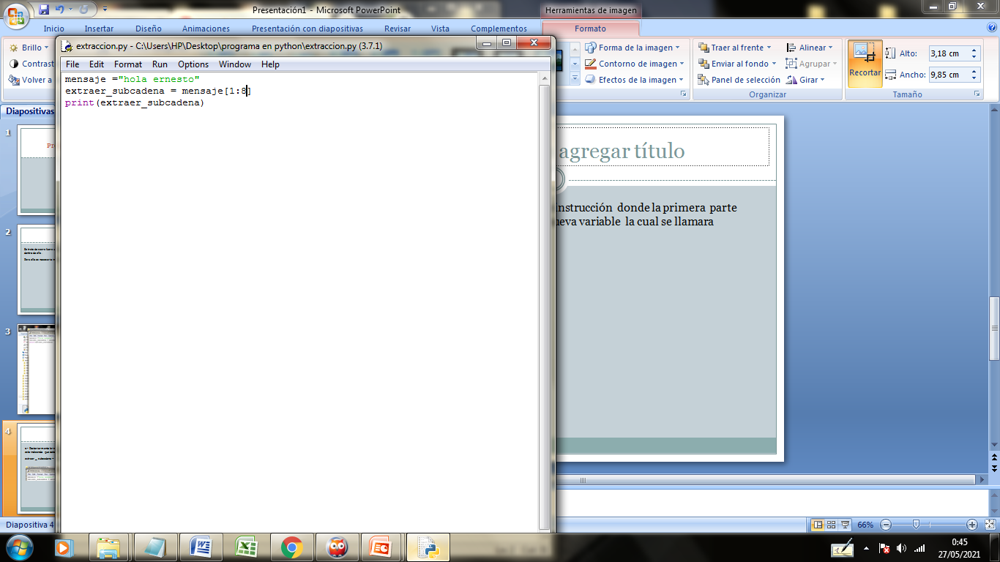 Presentación1 - Microsoft PowerPoint
Herramientas de imagen
Inicio Insertar Diseño Animaciones Presentación con diapositivas Revisar Vista Complementos Formato
extraccion.py - C:\Users\HP\Desktop\programa en python\extraccion.py (3.7.1)
File Edit Format Run Options Window Help
mensaje ="hola ernesto"
extraer_subcadena = mensaje[1:8]
print(extraer_subcadena)
Brillo
Contrast
Volver a
Forma de la imagen
Contorno de imagen
Efectos de la imagen
Traer al frente
Enviar al fondo
Panel de selección
Alinear
Agrupar
Girar
Organizar
Recortar
Alto: 3,18 cm
Ancho: 9,85 cm
Tamaño
Diapositivas
1
2
3
4
agregar título
instrucción donde la primera parte
ueva variable la cual se llamara
Diapositiva 4
66%
0:45
27/05/2021